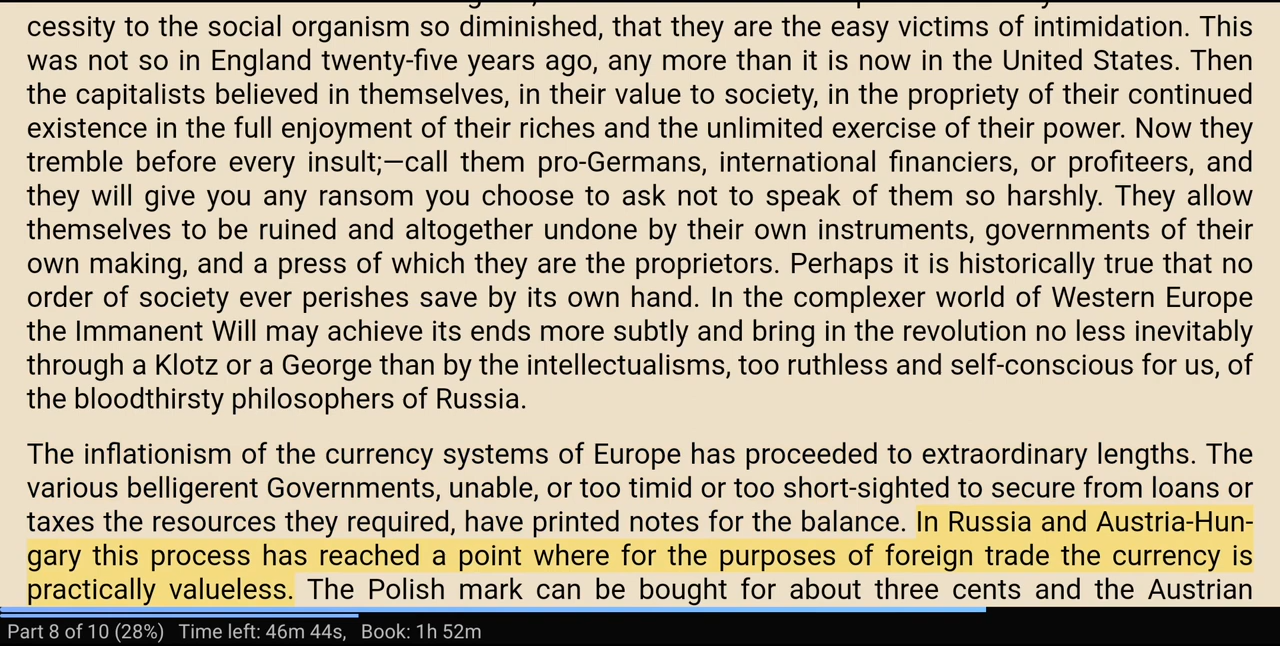 cessity to the social organism so diminished, that they are the easy victims of intimidation. This
was not so in England twenty-five years ago, any more than it is now in the United States. Then
the capitalists believed in themselves, in their value to society, in the propriety of their continued
existence in the full enjoyment of their riches and the unlimited exercise of their power. Now they
tremble before every insult;—call them pro-Germans, international financiers, or profiteers, and
they will give you any ransom you choose to ask not to speak of them so harshly. They allow
themselves to be ruined and altogether undone by their own instruments, governments of their
own making, and a press of which they are the proprietors. Perhaps it is historically true that no
order of society ever perishes save by its own hand. In the complexer world of Western Europe
the Immanent Will may achieve its ends more subtly and bring in the revolution no less inevitably
through a Klotz or a George than by the intellectualisms, too ruthless and self-conscious for us, of
the bloodthirsty philosophers of Russia.
The inflationism of the currency systems of Europe has proceeded to extraordinary lengths. The
various belligerent Governments, unable, or too timid or too short-sighted to secure from loans or
taxes the resources they required, have printed notes for the balance. In Russia and Austria-Hun-
gary this process has reached a point where for the purposes of foreign trade the currency is
practically valueless. The Polish mark can be bought for about three cents and the Austrian
Part 8 of 10 (28%) Time left: 46m 44s, Book: 1h 52m